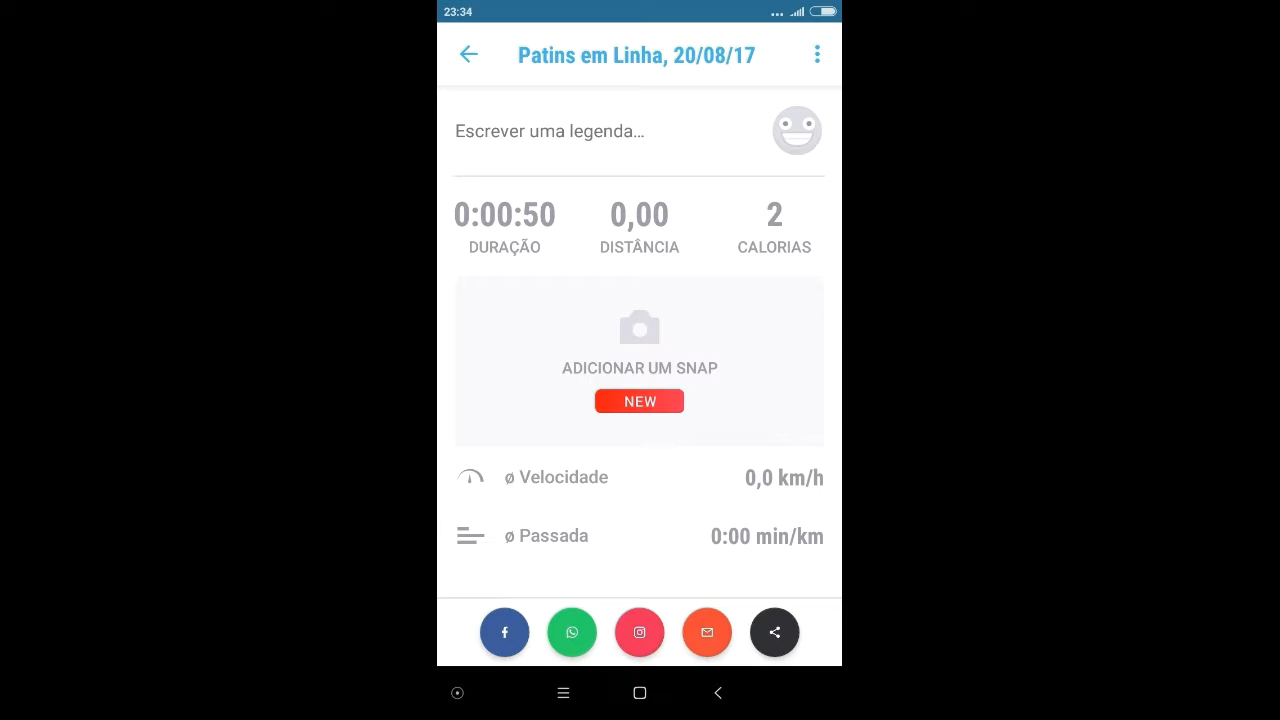 23:34
Patins em Linha, 20/08/17
Escrever uma legenda...
0:00:50 0,00 2
DURAÇÃO DISTÂNCIA CALORIAS
ADICIONAR UM SNAP
NEW
ø Velocidade 0,0 km/h
ø Passada 0:00 min/km